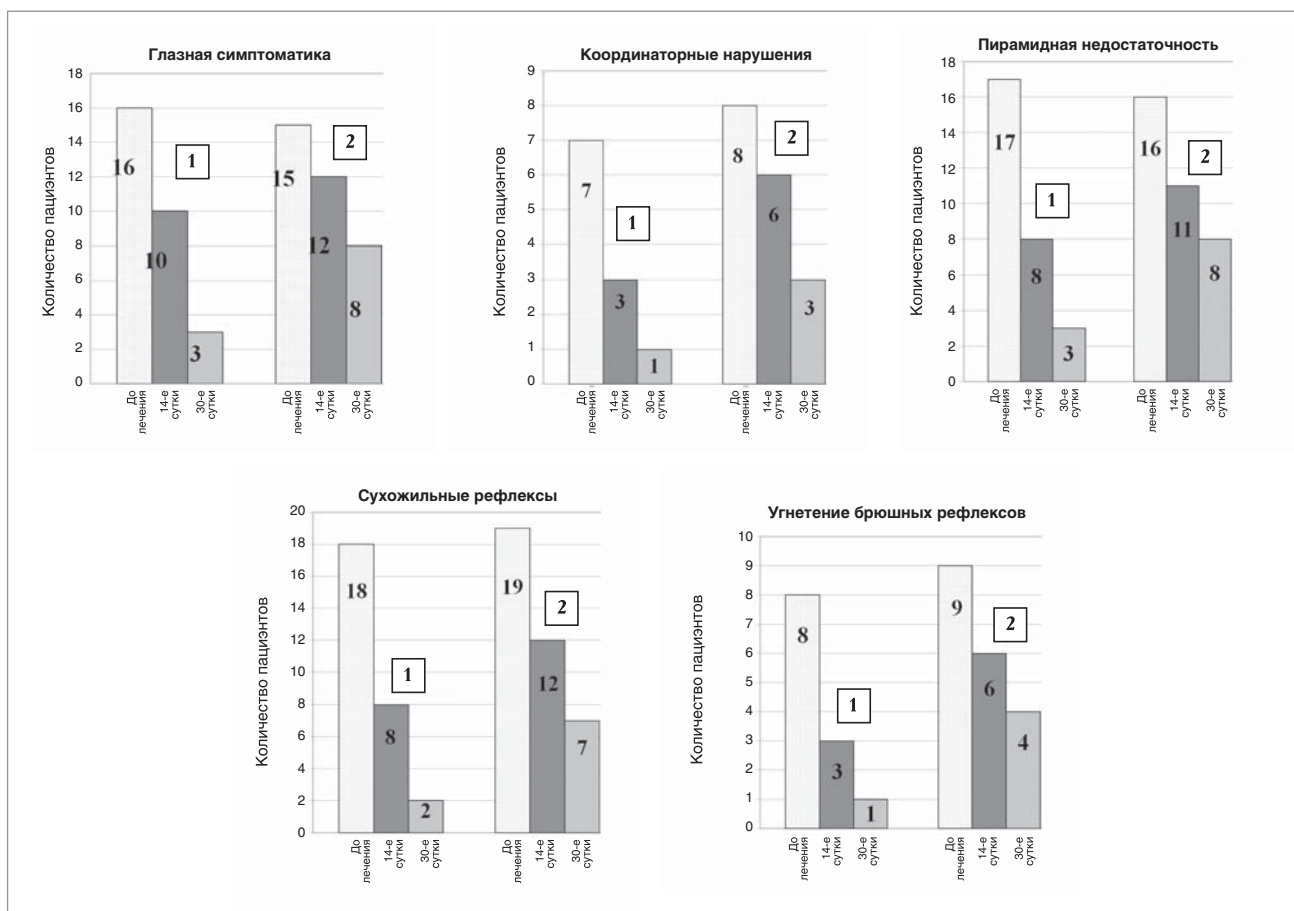 Глазная симптоматика
Количество пациэнтов
18
16
14
12
10
8
6
4
2
0
16
10
3
1
15
12
8
2
До лечения
14-е сутки
30-е сутки
До лечения
14-е сутки
30-е сутки
Координаторные нарушения
Количество пациэнтов
9
8
7
6
5
4
3
2
1
0
7
3
1
1
8
6
3
2
До лечения
14-е сутки
30-е сутки
До лечения
14-е сутки
30-е сутки
Пирамидная недостаточность
Количество пациэнтов
18
16
14
12
10
8
6
4
2
0
17
8
3
1
16
11
8
2
До лечения
14-е сутки
30-е сутки
До лечения
14-е сутки
30-е сутки
Сухожильные рефлексы
Количество пациэнтов
20
18
16
14
12
10
8
6
4
2
0
18
8
2
1
19
12
7
2
До лечения
14-е сутки
30-е сутки
До лечения
14-е сутки
30-е сутки
Угнетение брюшных рефлексов
Количество пациэнтов
10
9
8
7
6
5
4
3
2
1
0
8
3
1
1
9
6
4
2
До лечения
14-е сутки
30-е сутки
До лечения
14-е сутки
30-е сутки